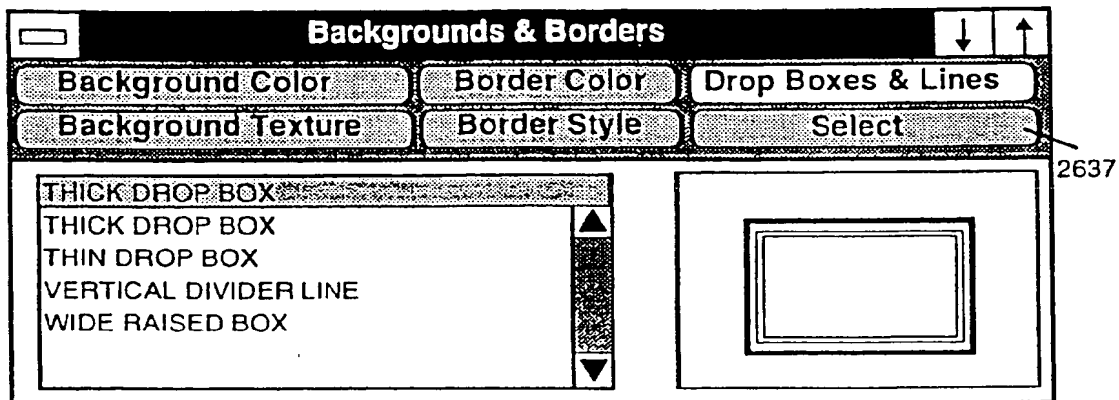 Backgrounds & Borders
Background Color Border Color Drop Boxes & Lines
Background Texture Border Style Select
2637
THICK DROP BOX
THICK DROP BOX
THIN DROP BOX
VERTICAL DIVIDER LINE
WIDE RAISED BOX